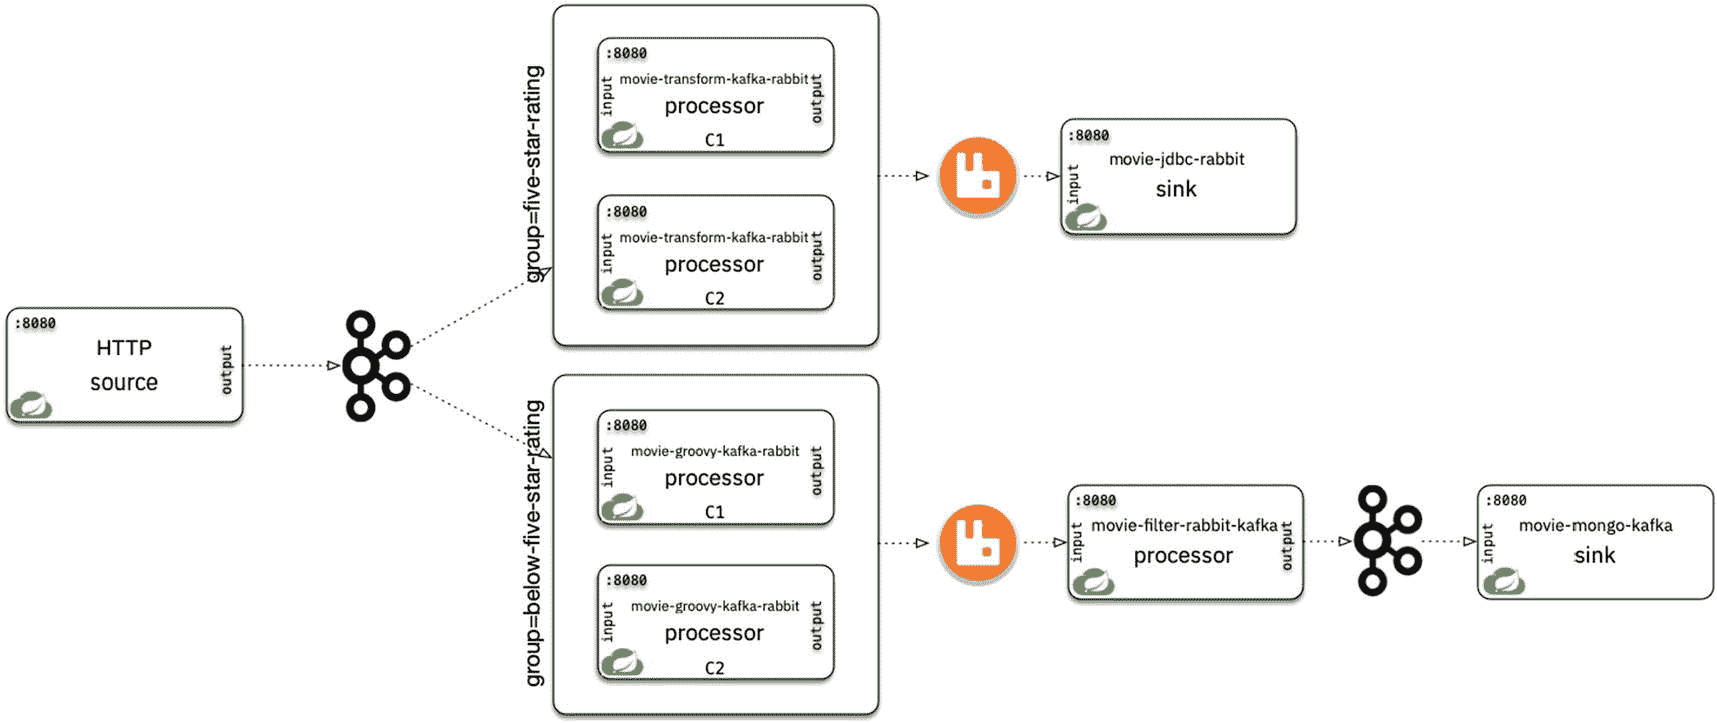 :8080
HTTP
source
output
group=five-star-rating
:8080
input
movie-transform-kafka-rabbit
processor
C1
output
:8080
input
movie-transform-kafka-rabbit
processor
C2
output
:8080
input
movie-jdbc-rabbit
sink
group=below-five-star-rating
:8080
input
movie-groovy-kafka-rabbit
processor
C1
output
:8080
input
movie-groovy-kafka-rabbit
processor
C2
output
:8080
input
movie-filter-rabbit-kafka
processor
output
:8080
input
movie-mongo-kafka
sink